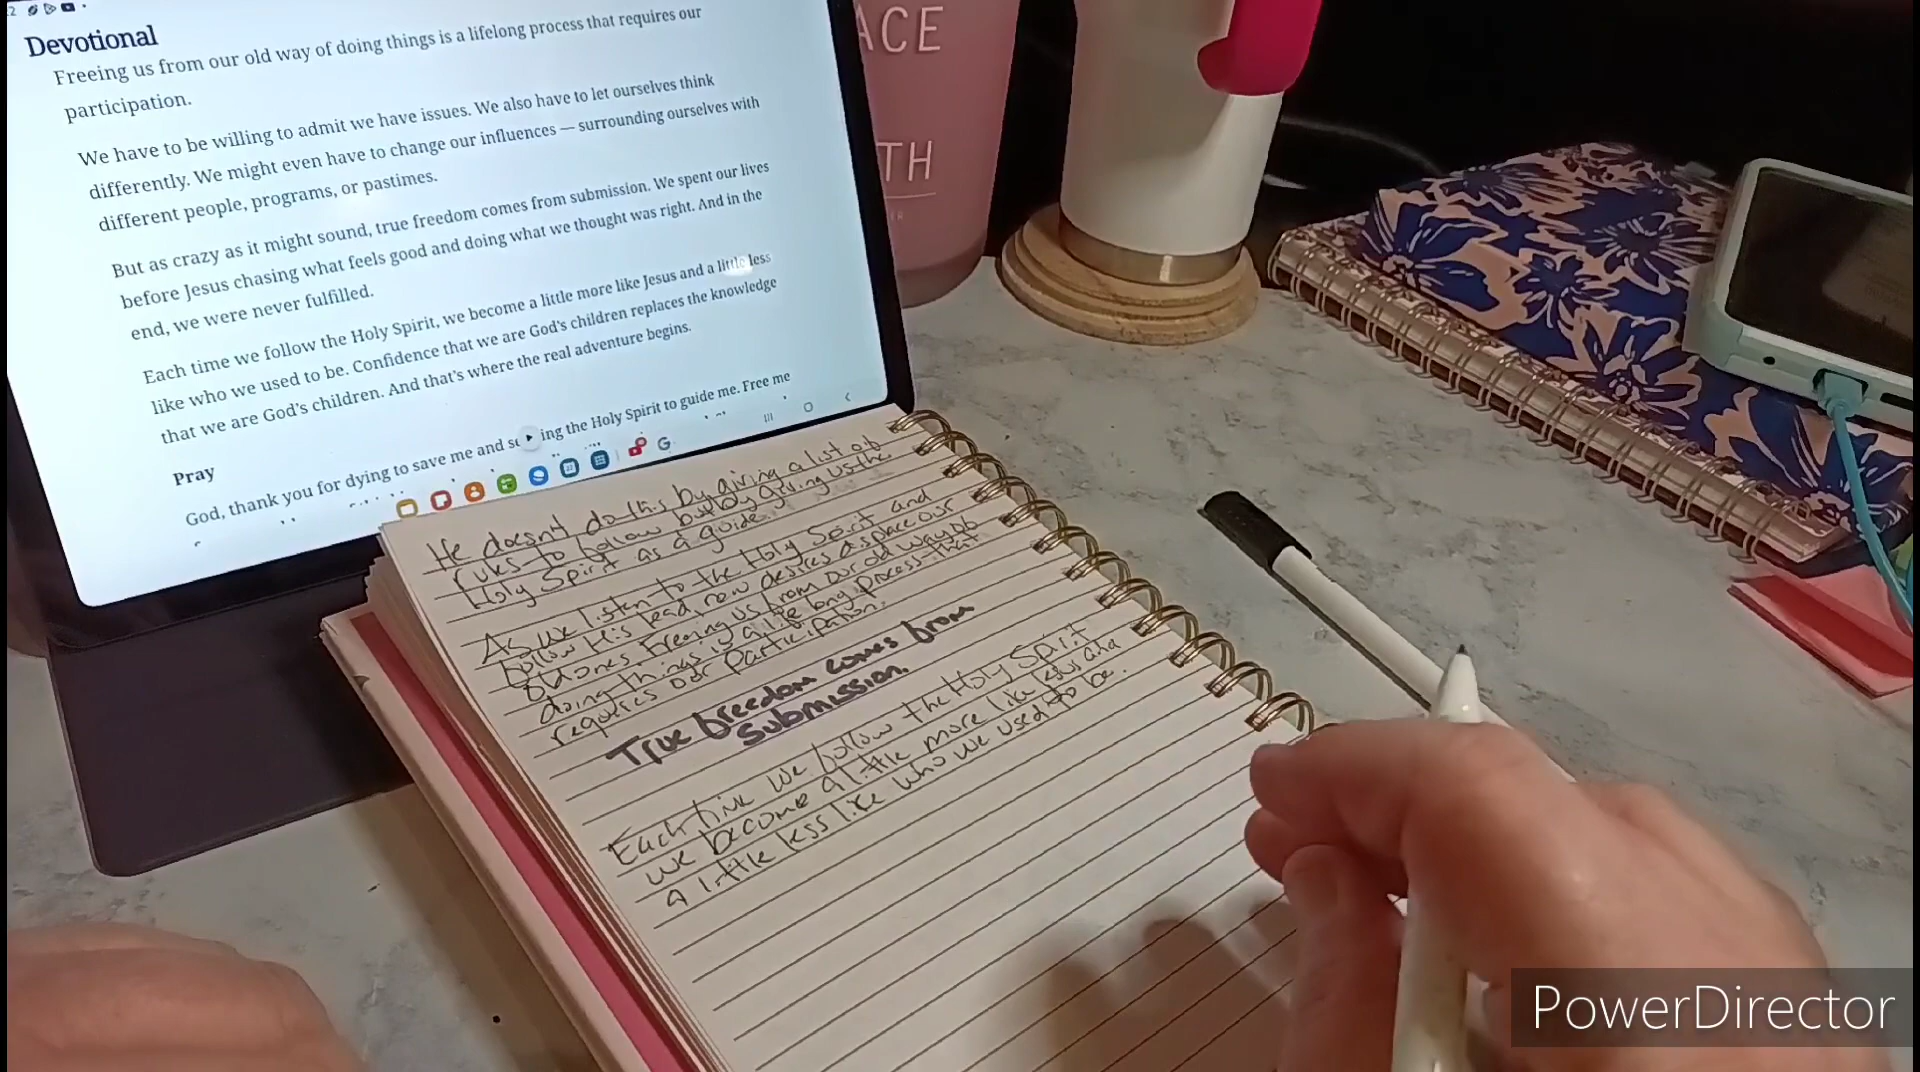 Devotional
Freeing us from our old way of doing things is a lifelong process that requires our
participation.
We have to be willing to admit we have issues. We also have to let ourselves think
differently. We might even have to change our influences — surrounding ourselves with
different people, programs, or pastimes.
But as crazy as it might sound, true freedom comes from submission. We spent our lives
before Jesus chasing what feels good and doing what we thought was right. And in the
end, we were never fulfilled.
Each time we follow the Holy Spirit, we become a little more like Jesus and a little less
like who we used to be. Confidence that we are God's children replaces the knowledge
that we are God's children. And that's where the real adventure begins.
Pray
God, thank you for dying to save me and ing the Holy Spirit to guide me. Free me
ACE
TH
He doesn't do this by giving a list of
rules to follow but by giving us the
Holy Spirit as a guide.
As we listen to the Holy Spirit and
follow His lead, new desires displace our
old ones. Freeing us from our old way of
doing things is a life long process that
requires our participation.
True freedom comes from
Submission.
Each time we follow the Holy Spirit
we become a little more like Jesus and
a little less like who we used to be.
PowerDirector